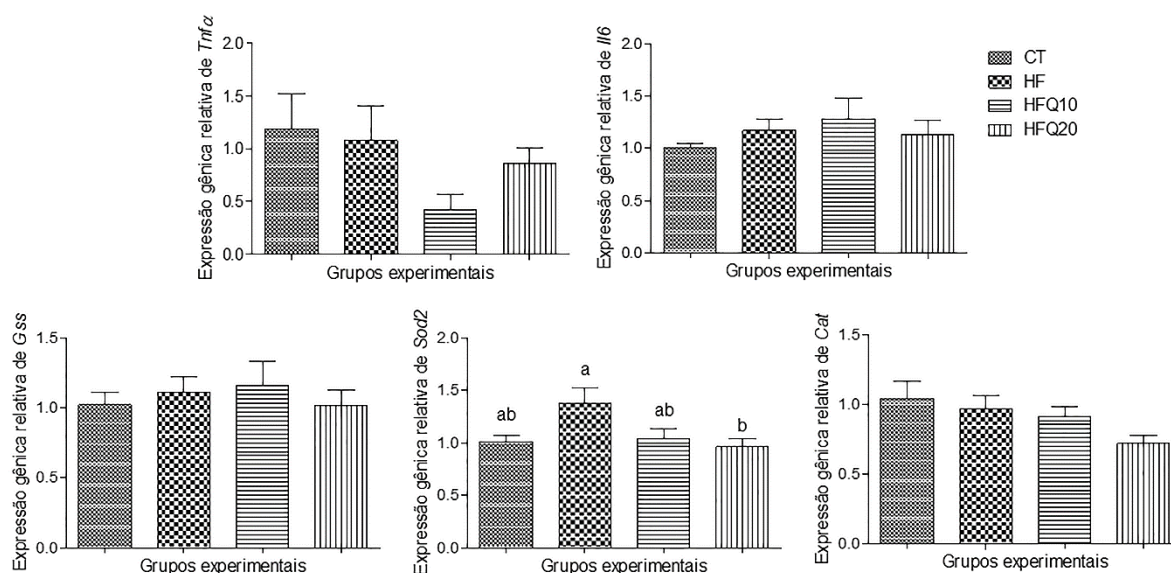 Expressão gênica relativa de Tnfα
2.0
1.5
1.0
0.5
0.0
Grupos experimentais
Expressão gênica relativa de Il6
2.0
1.5
1.0
0.5
0.0
Grupos experimentais
CT
HF
HFQ10
HFQ20
Expressão gênica relativa de Gss
1.5
1.0
0.5
0.0
Grupos experimentais
Expressão gênica relativa de Sod2
2.0
1.5
1.0
0.5
0.0
ab
a
ab
b
Grupos experimentais
Expressão gênica relativa de Cat
1.5
1.0
0.5
0.0
Grupos experimentais